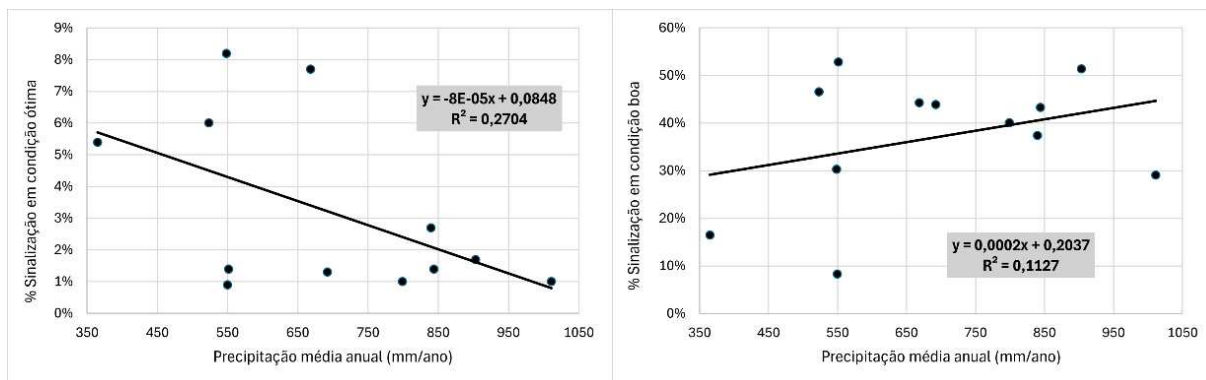 % Sinalização em condição ótima
9%
8%
7%
6%
5%
4%
3%
2%
1%
0%
y = -8E-05x + 0,0848
R² = 0,2704
350 450 550 650 750 850 950 1050
Precipitação média anual (mm/ano)
% Sinalização em condição boa
60%
50%
40%
30%
20%
10%
0%
y = 0,0002x + 0,2037
R² = 0,1127
350 450 550 650 750 850 950 1050
Precipitação média anual (mm/ano)